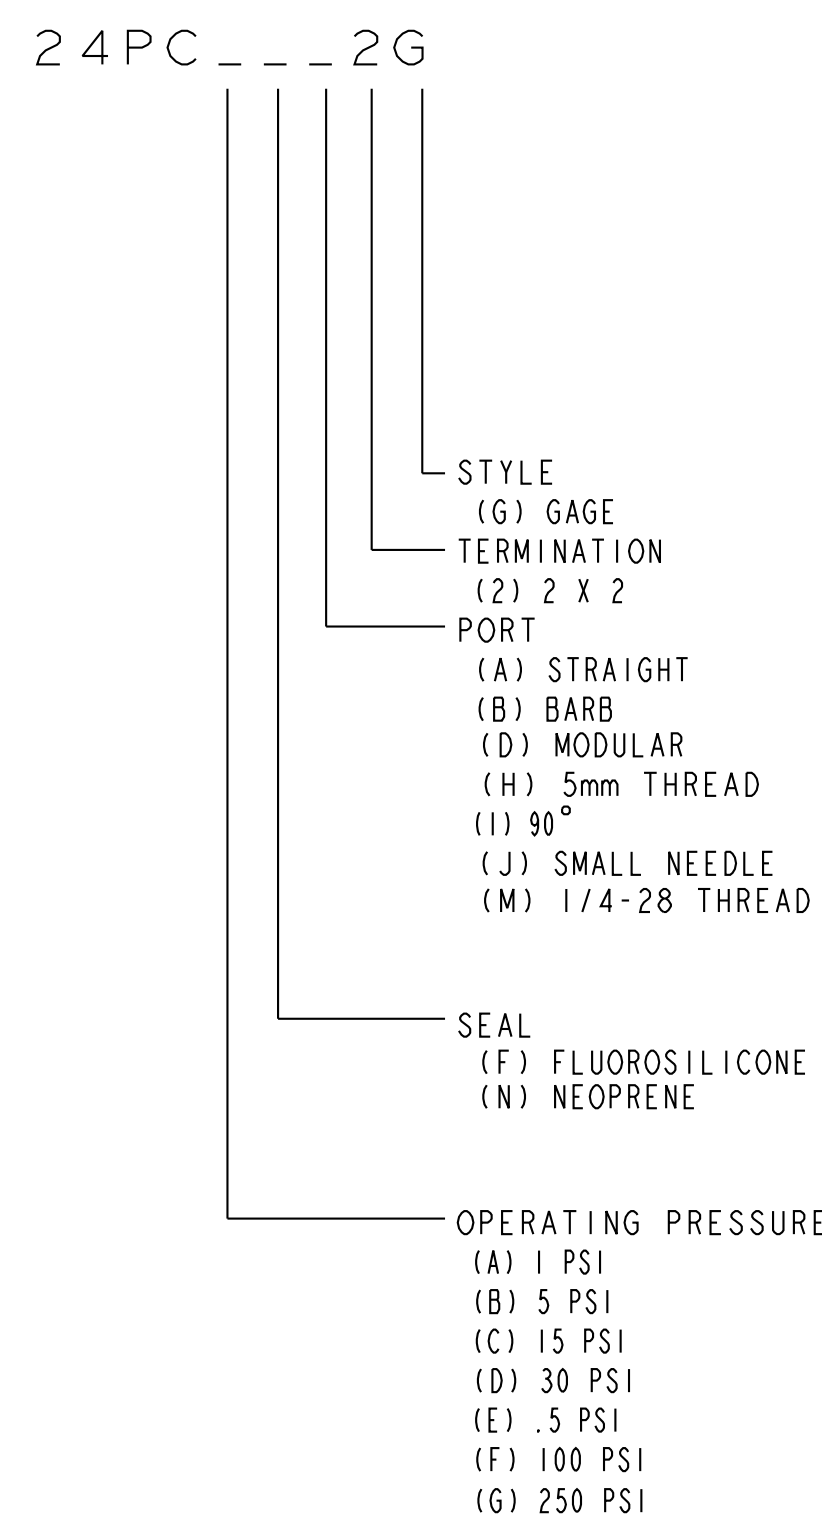 24PC___2G
STYLE
(G) GAGE
TERMINATION
(2) 2 X 2
PORT
(A) STRAIGHT
(B) BARB
(D) MODULAR
(H) 5mm THREAD
(I) 90°
(J) SMALL NEEDLE
(M) 1/4-28 THREAD
SEAL
(F) FLUOROSILICONE
(N) NEOPRENE
OPERATING PRESSURE
(A) 1 PSI
(B) 5 PSI
(C) 15 PSI
(D) 30 PSI
(E) .5 PSI
(F) 100 PSI
(G) 250 PSI